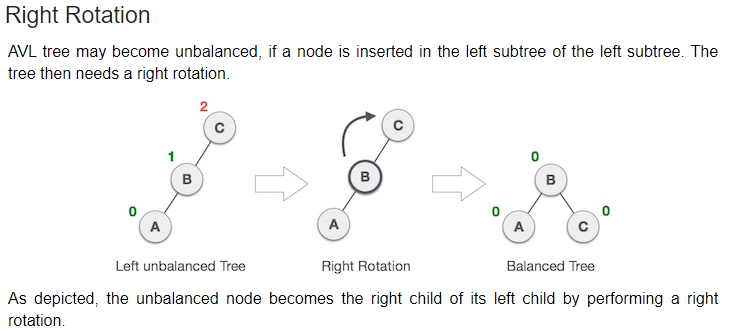 Right Rotation
AVL tree may become unbalanced, if a node is inserted in the left subtree of the left subtree. The
tree then needs a right rotation.
2
C
1
B
0
A
Left unbalanced Tree
C
B
A
Right Rotation
0
B
0
A
C
0
Balanced Tree
As depicted, the unbalanced node becomes the right child of its left child by performing a right
rotation.